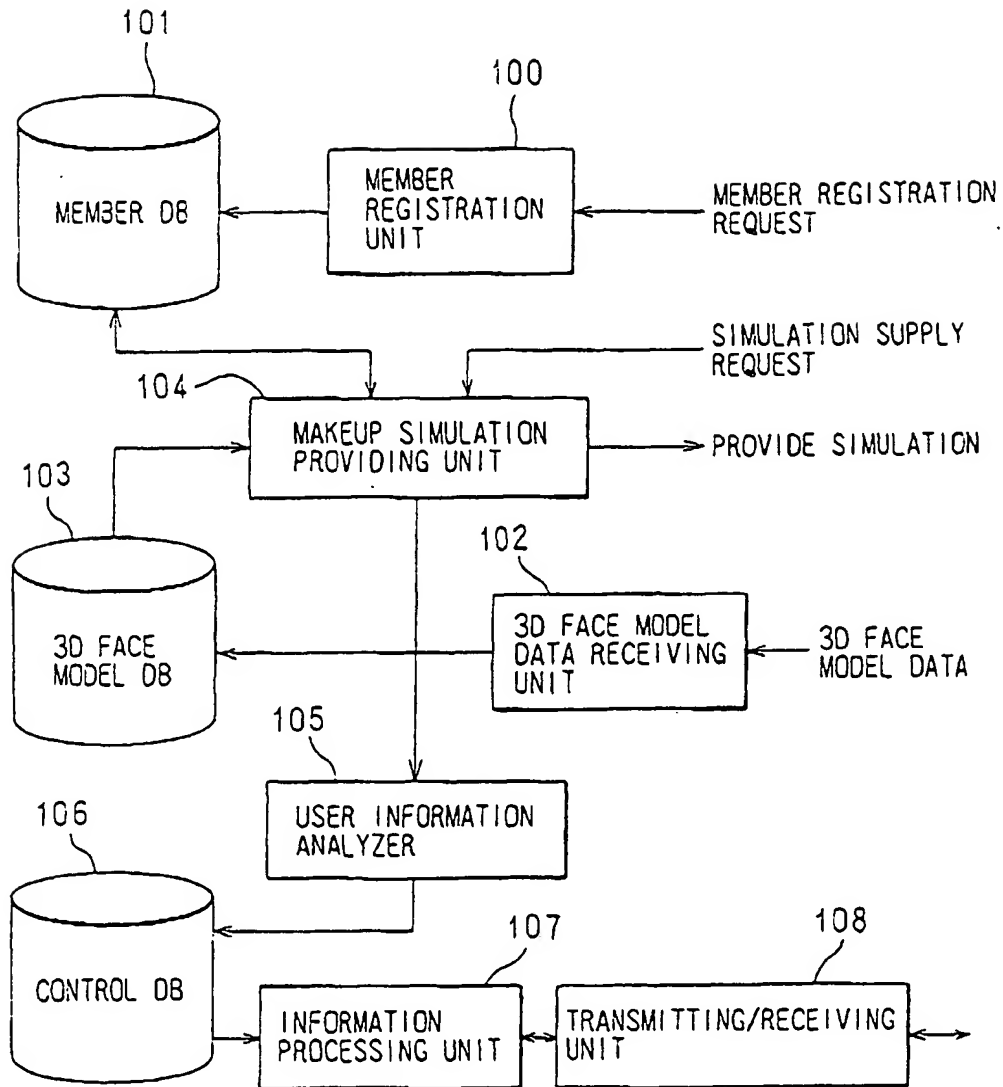 101
100
MEMBER DB
MEMBER
REGISTRATION
UNIT
MEMBER REGISTRATION
REQUEST
SIMULATION SUPPLY
REQUEST
104
MAKEUP SIMULATION
PROVIDING UNIT
PROVIDE SIMULATION
103
102
3D FACE
MODEL DB
3D FACE MODEL
DATA RECEIVING
UNIT
3D FACE
MODEL DATA
105
USER INFORMATION
ANALYZER
106
CONTROL DB
107
108
INFORMATION
PROCESSING UNIT
TRANSMITTING/RECEIVING
UNIT